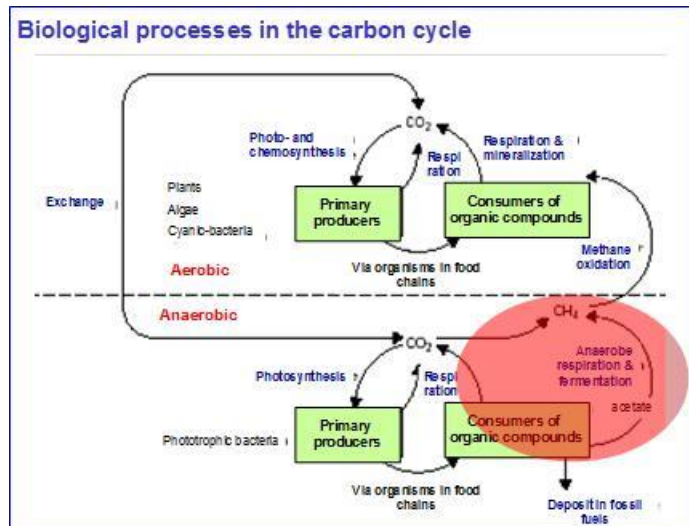 Biological processes in the carbon cycle
CO2
Photo- and
chemosynthesis
Respi
ration
Respiration &
mineralization
Exchange
Plants
Algae
Cyanic-bacteria
Primary
producers
Consumers of
organic compounds
Methane
oxidation
Via organisms in food
chains
Aerobic
Anaerobic
CH4
CO2
Photosynthesis
Respi
ration
Anaerobe
respiration &
fermentation
acetate
Phototrophic bacteria
Primary
producers
Consumers of
organic compounds
Via organisms in food
chains
Deposit in fossil
fuels